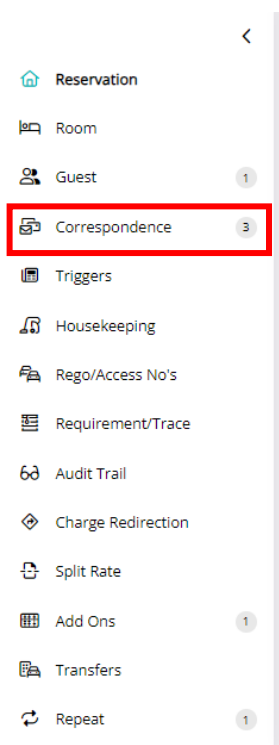 Reservation
Room
Guest 1
Correspondence 3
Triggers
Housekeeping
Rego/Access No's
Requirement/Trace
Audit Trail
Charge Redirection
Split Rate
Add Ons 1
Transfers
Repeat 1